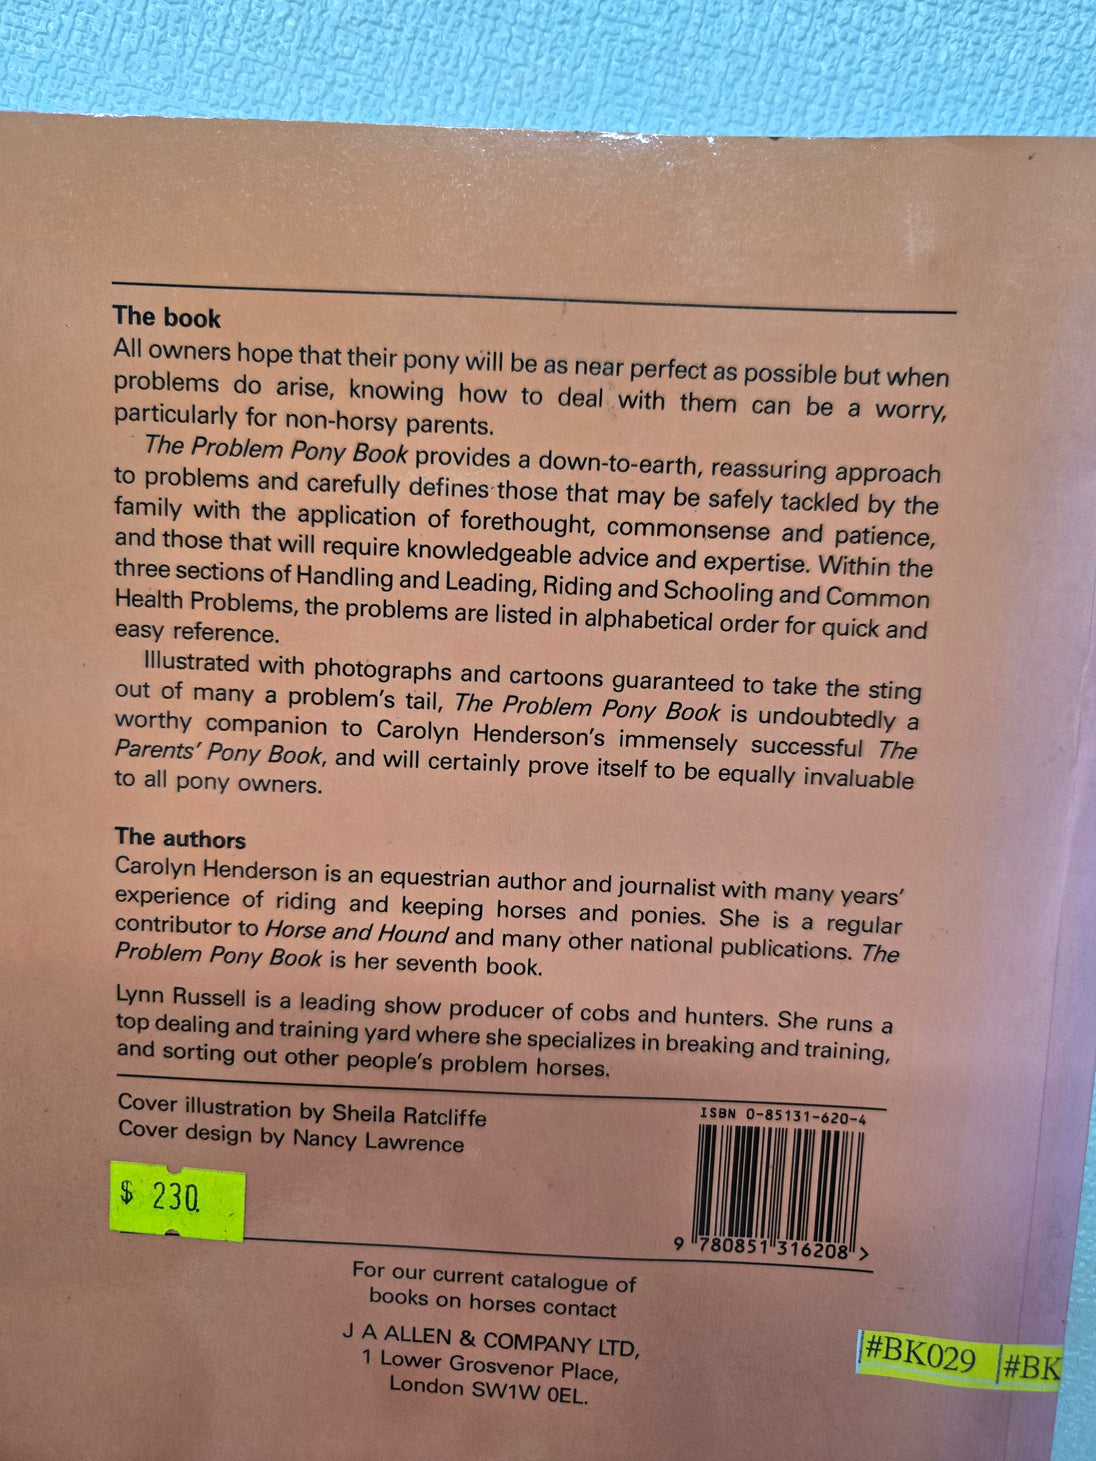 The book
All owners hope that their pony will be as near perfect as possible but when
problems do arise, knowing how to deal with them can be a worry,
particularly for non-horsy parents.
The Problem Pony Book provides a down-to-earth, reassuring approach
to problems and carefully defines those that may be safely tackled by the
family with the application of forethought, commonsense and patience,
and those that will require knowledgeable advice and expertise. Within the
three sections of Handling and Leading, Riding and Schooling and Common
Health Problems, the problems are listed in alphabetical order for quick and
easy reference.
Illustrated with photographs and cartoons guaranteed to take the sting
out of many a problem's tail, The Problem Pony Book is undoubtedly a
worthy companion to Carolyn Henderson's immensely successful The
Parents' Pony Book, and will certainly prove itself to be equally invaluable
to all pony owners.
The authors
Carolyn Henderson is an equestrian author and journalist with many years'
experience of riding and keeping horses and ponies. She is a regular
contributor to Horse and Hound and many other national publications. The
Problem Pony Book is her seventh book.
Lynn Russell is a leading show producer of cobs and hunters. She runs a
top dealing and training yard where she specializes in breaking and training,
and sorting out other people's problem horses.
Cover illustration by Sheila Ratcliffe
Cover design by Nancy Lawrence
ISBN 0-85131-620-4
9 780851 316208 >
$ 230.
For our current catalogue of
books on horses contact
J A ALLEN & COMPANY LTD,
1 Lower Grosvenor Place,
London SW1W 0EL.
#BK029 #BK